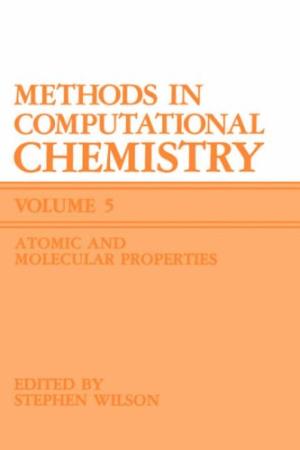 METHODS IN
COMPUTATIONAL
CHEMISTRY
VOLUME 5
ATOMIC AND
MOLECULAR PROPERTIES
EDITED BY
STEPHEN WILSON